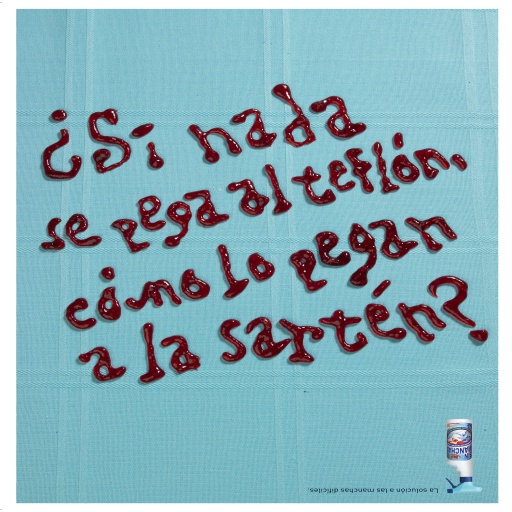 ¿Si nada
se pega al teflón,
cómo lo pegan
a la sartén?
La solución a las manchas difíciles.